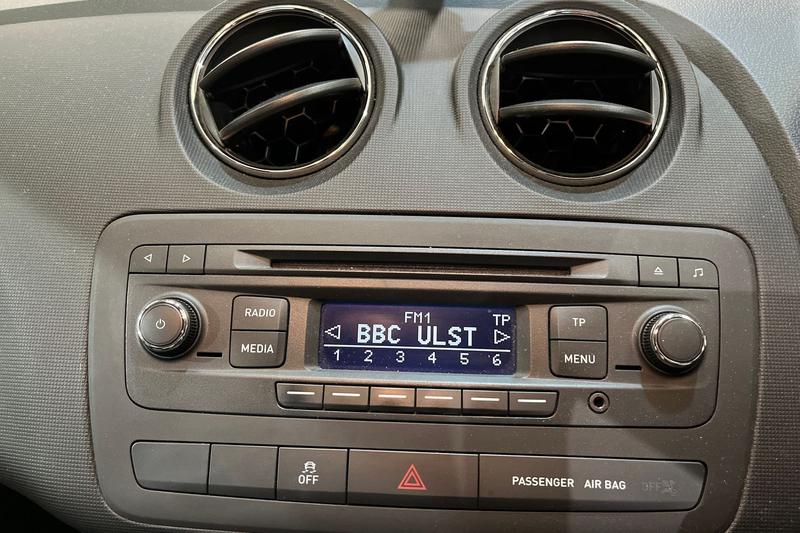 RADIO
MEDIA
FM1 TP
BBC ULST
1 2 3 4 5 6
TP
MENU
OFF
PASSENGER AIR BAG OFF